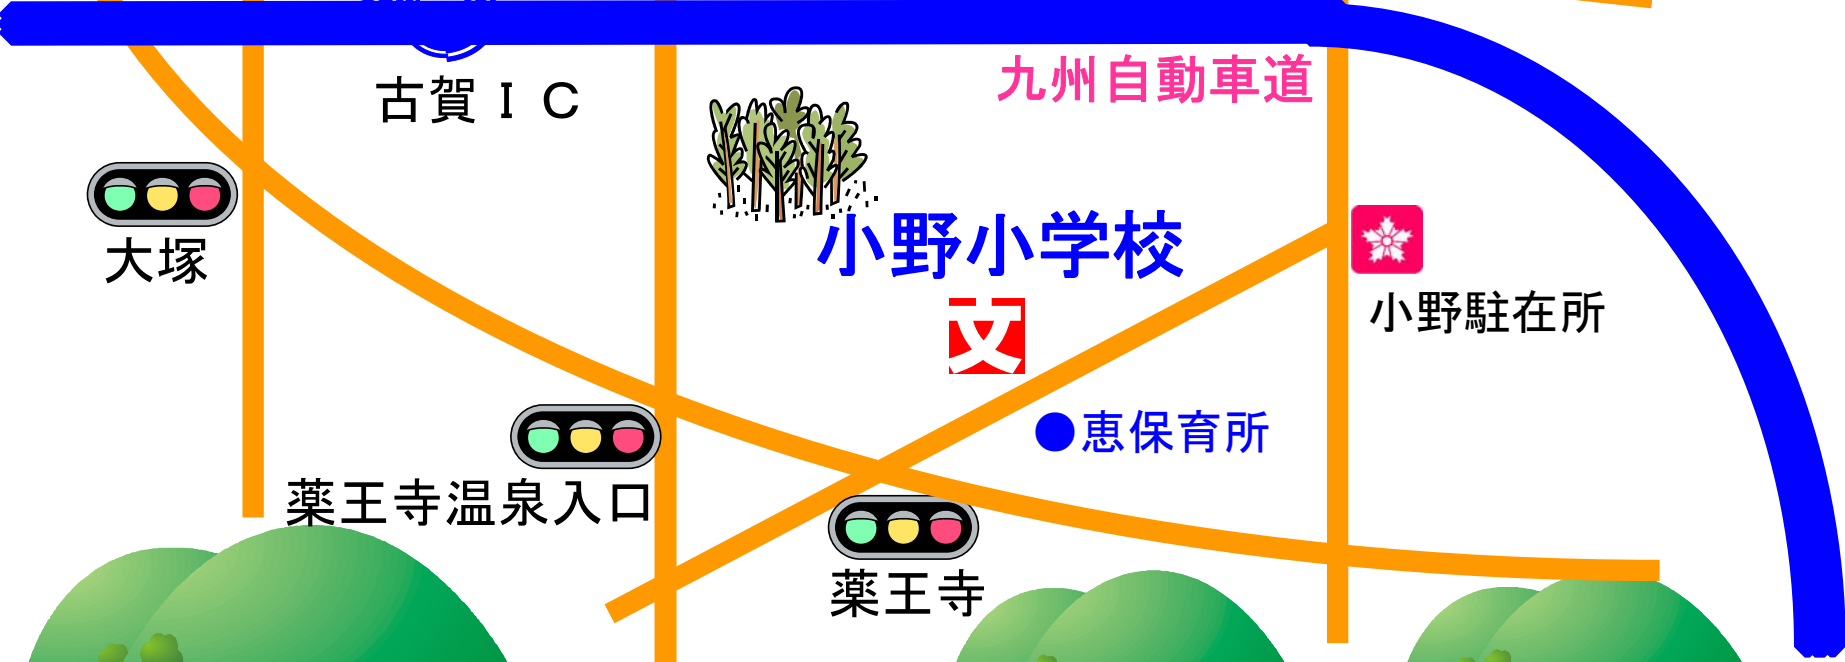 九州自動車道
古賀ＩＣ
大塚
小野小学校
文
小野駐在所
●恵保育所
薬王寺温泉入口
薬王寺